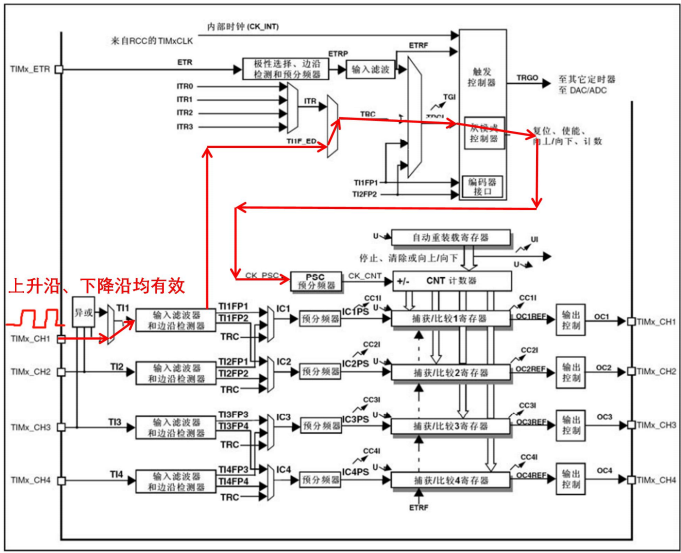 内部时钟 (CK_INT)
来自RCC的TIMxCLK
ETRF
TIMx_ETR
ETR
极性选择、边沿
检测和预分频器
ETRP
输入滤波
触发
控制器
TRGO
至其它定时器
至 DAC/ADC
ITR0
ITR1
ITR2
ITR3
ITR
TRC
TGI
TI1F_ED
控制器
复位、使能、
向上/向下、计数
TI1FP1
TI2FP2
编码器
接口
U
自动重装载寄存器
UI
停止、清除或向上/向下
U
CK_PSC
PSC
预分频器
CK_CNT
+/-
CNT 计数器
上升沿、下降沿均有效
异或
TI1
输入滤波器
和边沿检测器
TI1FP1
TI1FP2
TRC
IC1
预分频器
IC1PS
U
CC1I
捕获/比较1寄存器
CC1I
OC1REF
输出
控制
OC1
TIMx_CH1
TIMx_CH1
TIMx_CH2
TI2
输入滤波器
和边沿检测器
TI2FP1
TI2FP2
TRC
IC2
预分频器
IC2PS
U
CC2I
捕获/比较2寄存器
CC2I
OC2REF
输出
控制
OC2
TIMx_CH2
TIMx_CH3
TI3
输入滤波器
和边沿检测器
TI3FP3
TI3FP4
TRC
IC3
预分频器
IC3PS
U
CC3I
捕获/比较3寄存器
CC3I
OC3REF
输出
控制
OC3
TIMx_CH3
TIMx_CH4
TI4
输入滤波器
和边沿检测器
TI4FP3
TI4FP4
TRC
IC4
预分频器
IC4PS
U
CC4I
捕获/比较4寄存器
CC4I
OC4REF
输出
控制
OC4
TIMx_CH4
ETRF